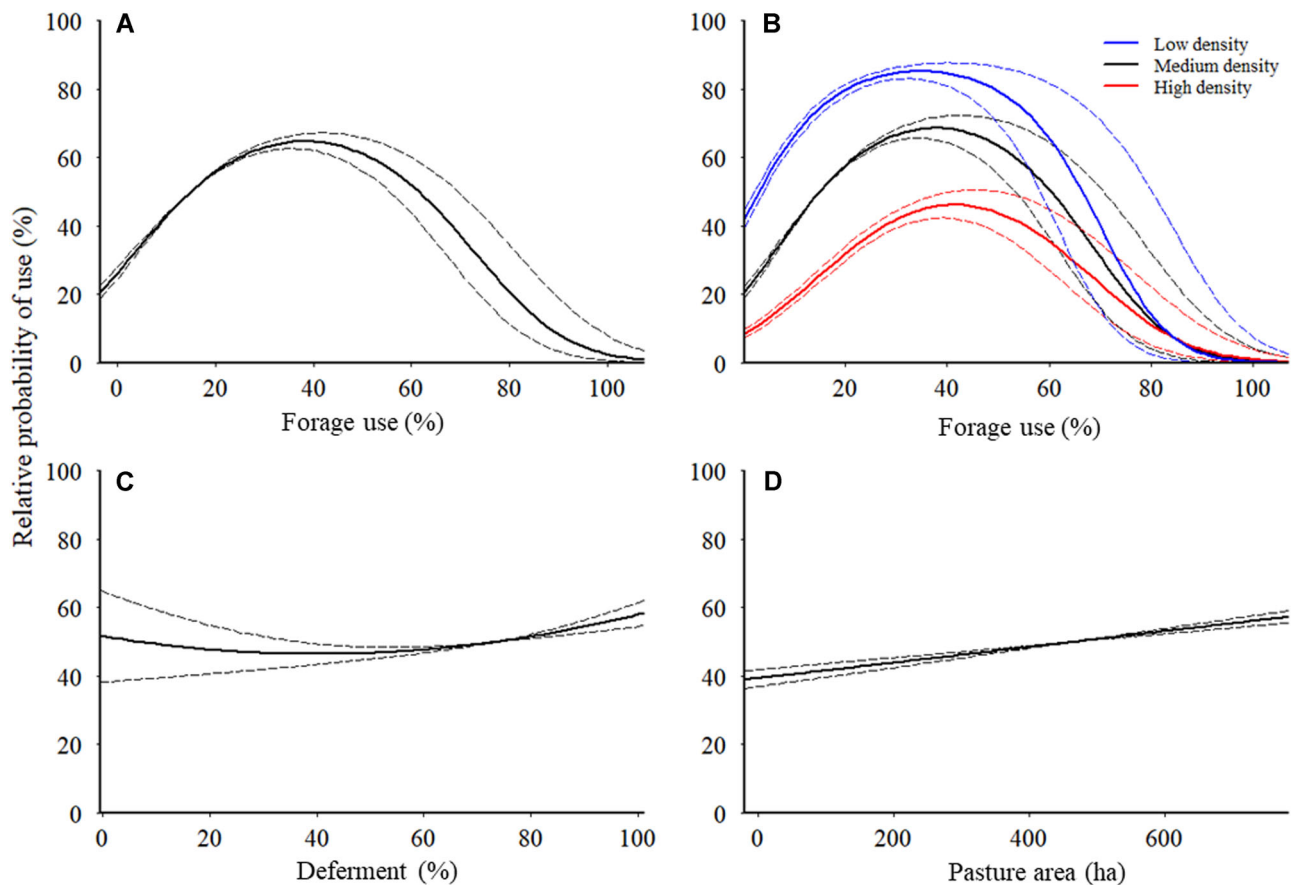 Relative probability of use (%)
A
100
80
60
40
20
0
0 20 40 60 80 100
Forage use (%)
B
Low density
Medium density
High density
100
80
60
40
20
0
20 40 60 80 100
Forage use (%)
C
100
80
60
40
20
0
0 20 40 60 80 100
Deferment (%)
D
100
80
60
40
20
0
0 200 400 600
Pasture area (ha)